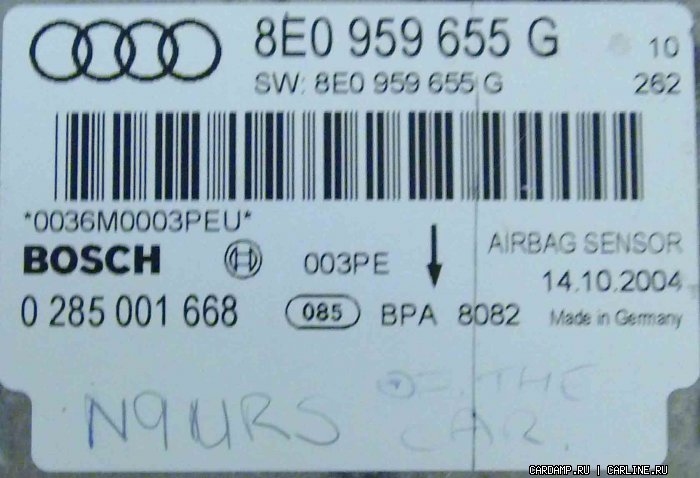 8E0 959 655 G 10
SW: 8E0 959 655 G 262
*0036M0003PEU*
BOSCH 003PE AIRBAG SENSOR
14.10.2004
0 285 001 668 085 BPA 8082 Made in Germany
N9URS THE
CAR.
CARDAMP.RU | CARLINE.RU